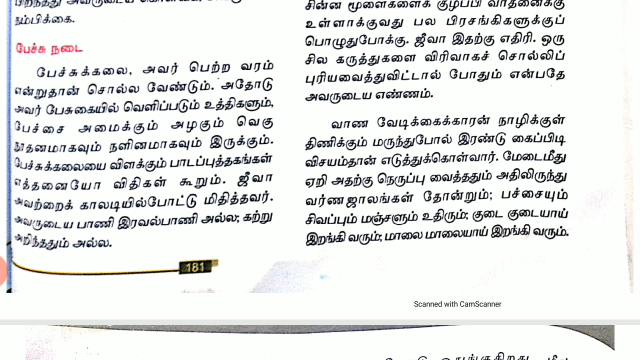 நம்பிக்கை.
பேச்சு நடை
பேச்சுக்கலை, அவர் பெற்ற வரம்
என்றுதான் சொல்ல வேண்டும். அதோடு
அவர் பேசுகையில் வெளிப்படும் உத்திகளும்,
பேச்சை அமைக்கும் அழகும் வெகு
நூதனமாகவும் நளினமாகவும் இருக்கும்.
பேச்சுக்கலையை விளக்கும் பாடப்புத்தகங்கள்
எத்தனையோ விதிகள் கூறும். ஜீவா
அவற்றைக் காலடியில்போட்டு மிதித்தவர்.
அவருடைய பாணி இரவல்பாணி அல்ல; கற்று
அறிந்ததும் அல்ல.
181
சின்ன மூளைகளைக் குழப்பி வாதனைக்கு
உள்ளாக்குவது பல பிரசங்கிகளுக்குப்
பொழுதுபோக்கு. ஜீவா இதற்கு எதிரி. ஒரு
சில கருத்துகளை விரிவாகச் சொல்லிப்
புரியவைத்துவிட்டால் போதும் என்பதே
அவருடைய எண்ணம்.
வாண வேடிக்கைக்காரன் நாழிக்குள்
திணிக்கும் மருந்துபோல் இரண்டு கைப்பிடி
விசயம்தான் எடுத்துக்கொள்வார். மேடைமீது
ஏறி அதற்கு நெருப்பு வைத்ததும் அதிலிருந்து
வர்ணஜாலங்கள் தோன்றும்; பச்சையும்
சிவப்பும் மஞ்சளும் உதிரும்; குடை குடையாய்
இறங்கி வரும்; மாலை மாலையாய் இறங்கி வரும்.
Scanned with CamScanner